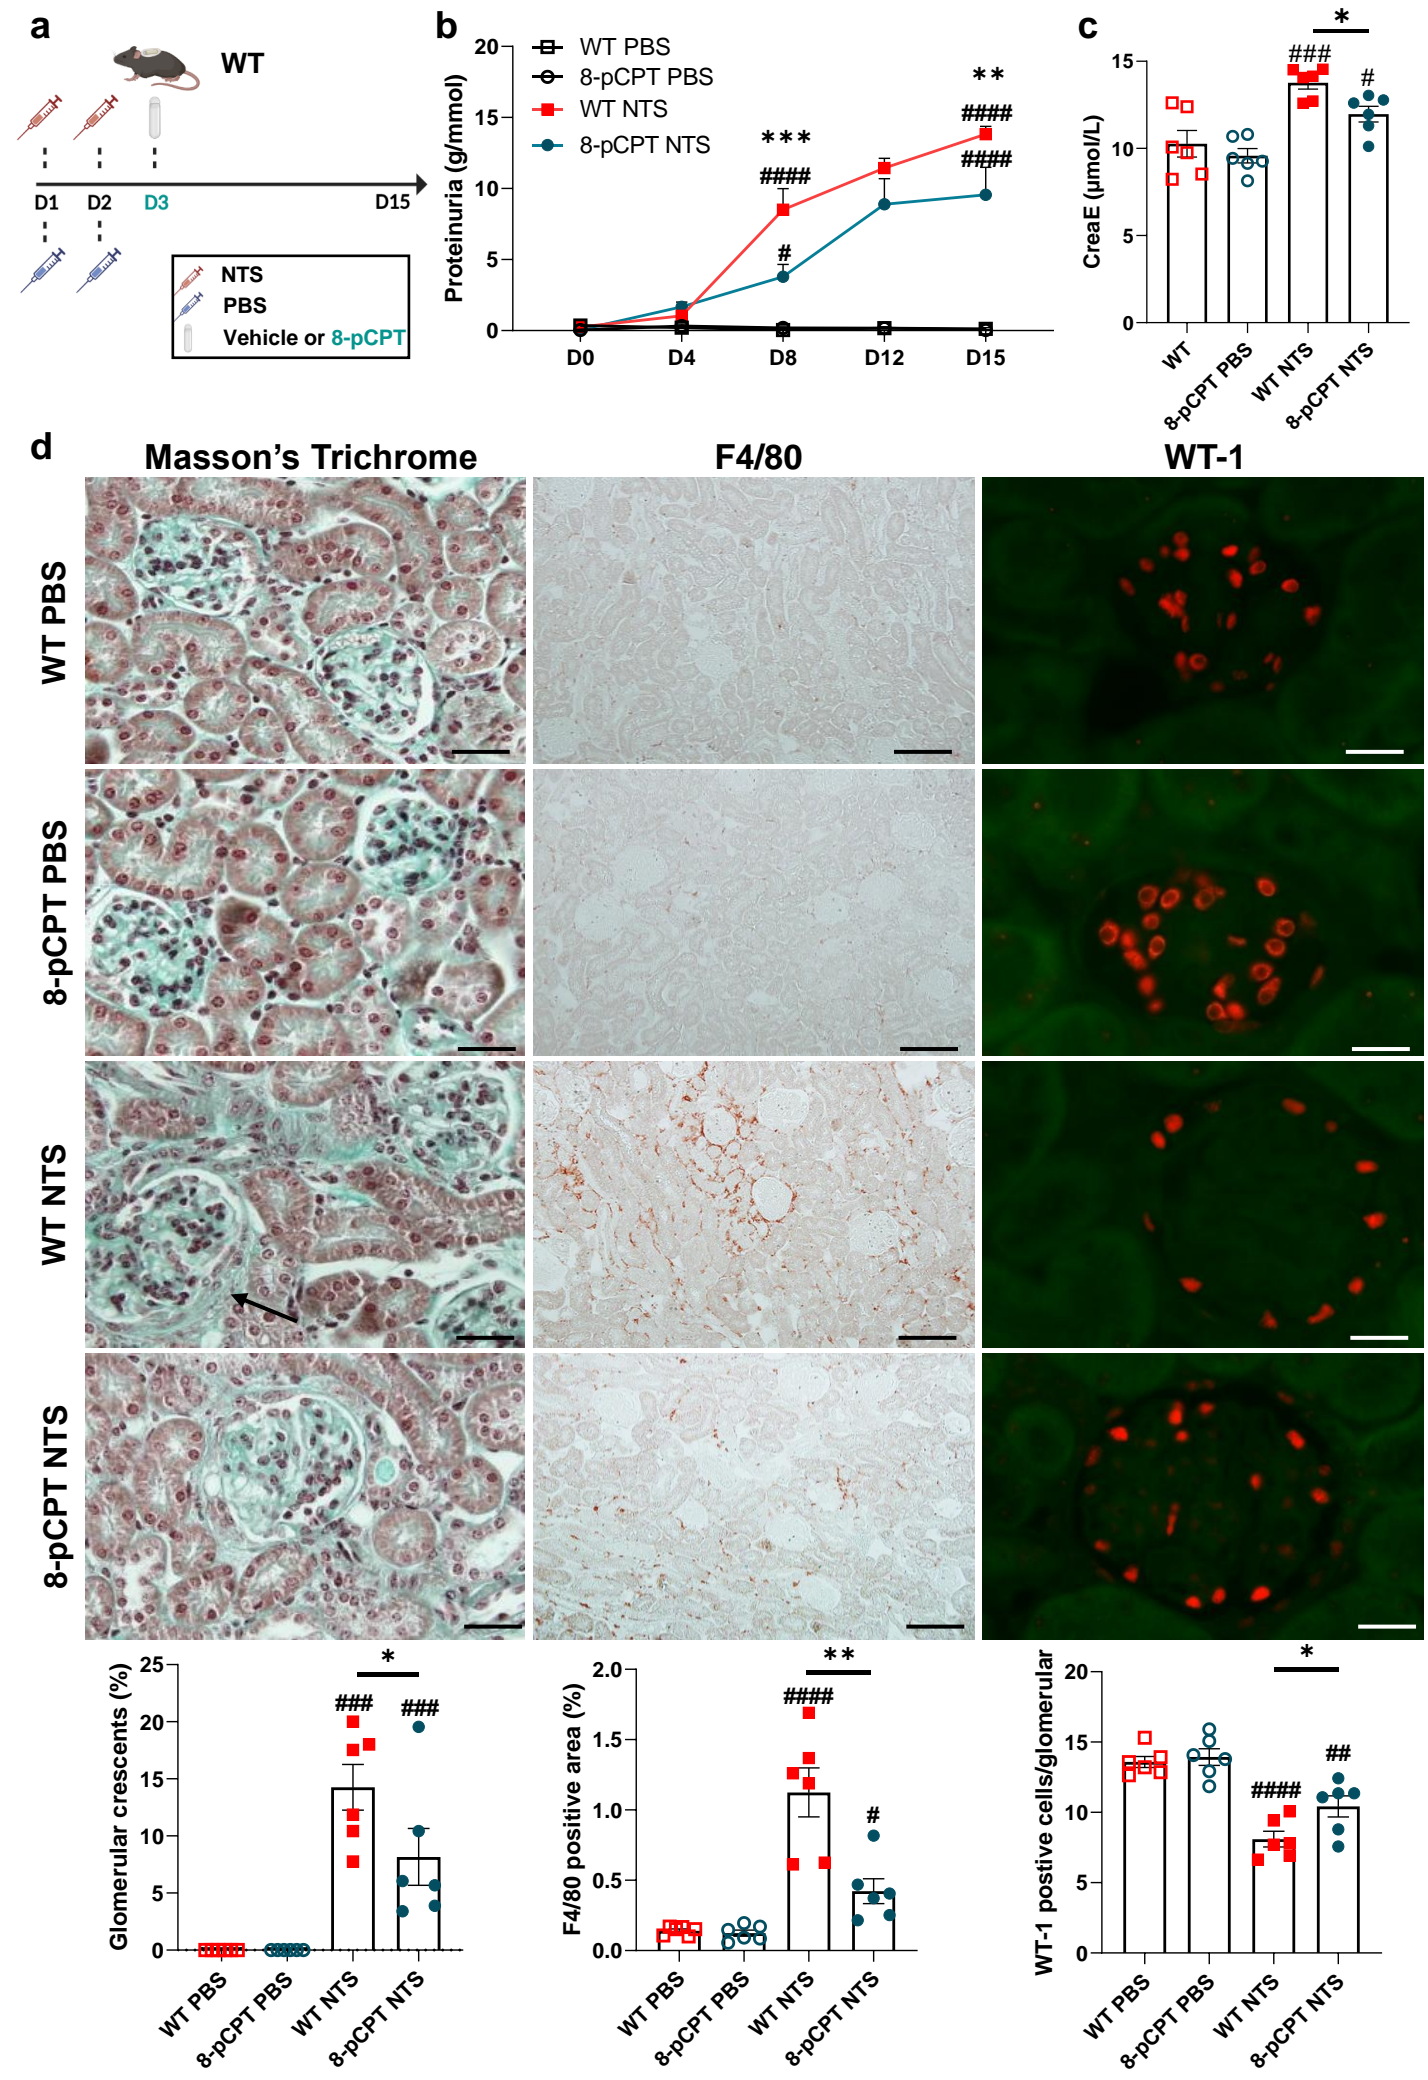 a
WT
D1
D2
D3
D15
NTS
PBS
Vehicle or 8-pCPT
b
Proteinuria (g/mmol)
20
15
10
5
0
WT PBS
8-pCPT PBS
WT NTS
8-pCPT NTS
***
####
#
**
####
####
D0
D4
D8
D12
D15
c
CreaE (µmol/L)
15
10
5
0
*
###
#
WT
8-pCPT PBS
WT NTS
8-pCPT NTS
d
Masson's Trichrome
F4/80
WT-1
WT PBS
8-pCPT PBS
WT NTS
8-pCPT NTS
Glomerular crescents (%)
25
20
15
10
5
0
*
###
###
WT PBS
8-pCPT PBS
WT NTS
8-pCPT NTS
F4/80 positive area (%)
2.0
1.5
1.0
0.5
0.0
**
####
#
WT PBS
8-pCPT PBS
WT NTS
8-pCPT NTS
WT-1 postive cells/glomerular
20
15
10
5
0
*
####
##
WT PBS
8-pCPT PBS
WT NTS
8-pCPT NTS